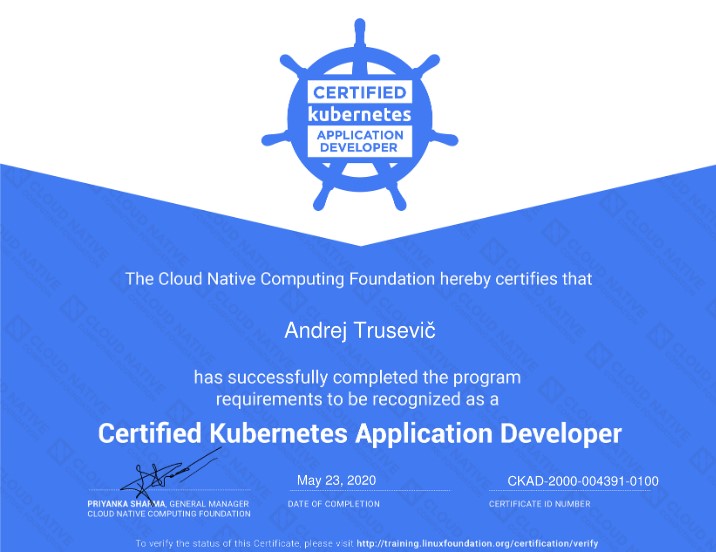 CERTIFIED
kubernetes
APPLICATION
DEVELOPER
The Cloud Native Computing Foundation hereby certifies that
Andrej Trusevič
has successfully completed the program
requirements to be recognized as a
Certified Kubernetes Application Developer
May 23, 2020
CKAD-2000-004391-0100
PRIYANKA SHARMA, GENERAL MANAGER
CLOUD NATIVE COMPUTING FOUNDATION
DATE OF COMPLETION
CERTIFICATE ID NUMBER
To verify the status of this Certificate, please visit http://training.linuxfoundation.org/certification/verify